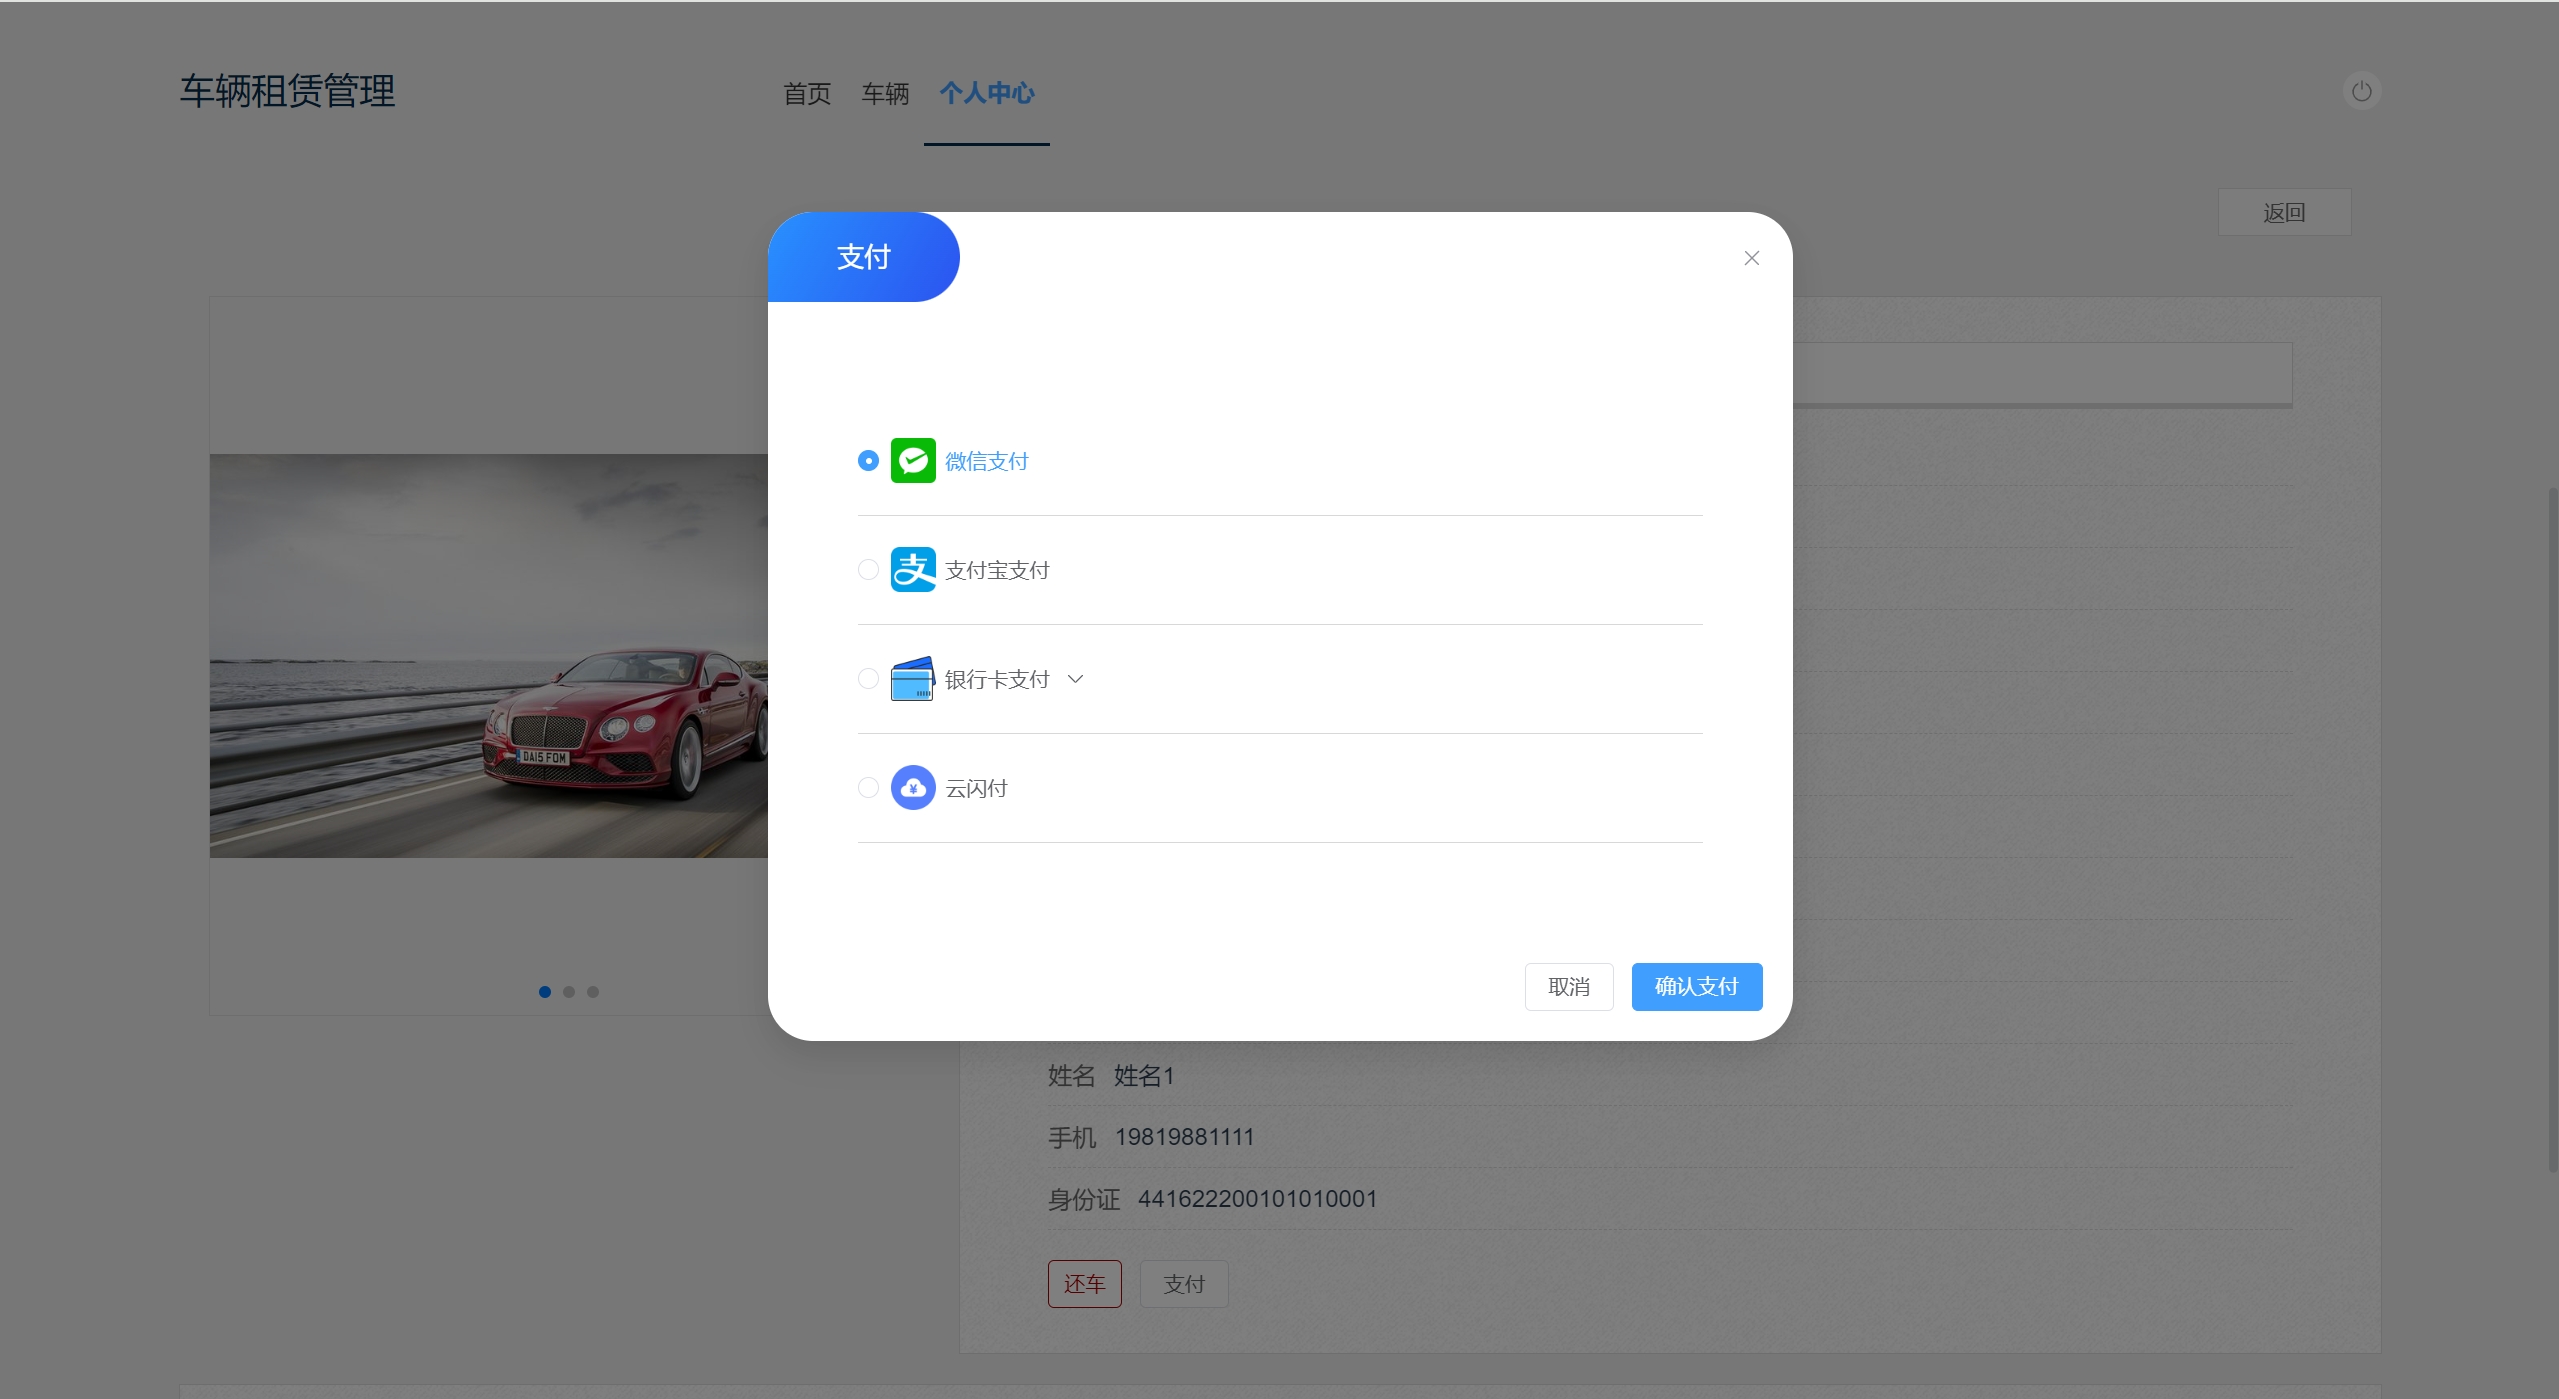 车辆租赁管理
首页 车辆 个人中心
返回
支付
微信支付
支付宝支付
银行卡支付
云闪付
取消 确认支付
DA15 FOM
姓名 姓名1
手机 19819881111
身份证 441622200101010001
还车 支付